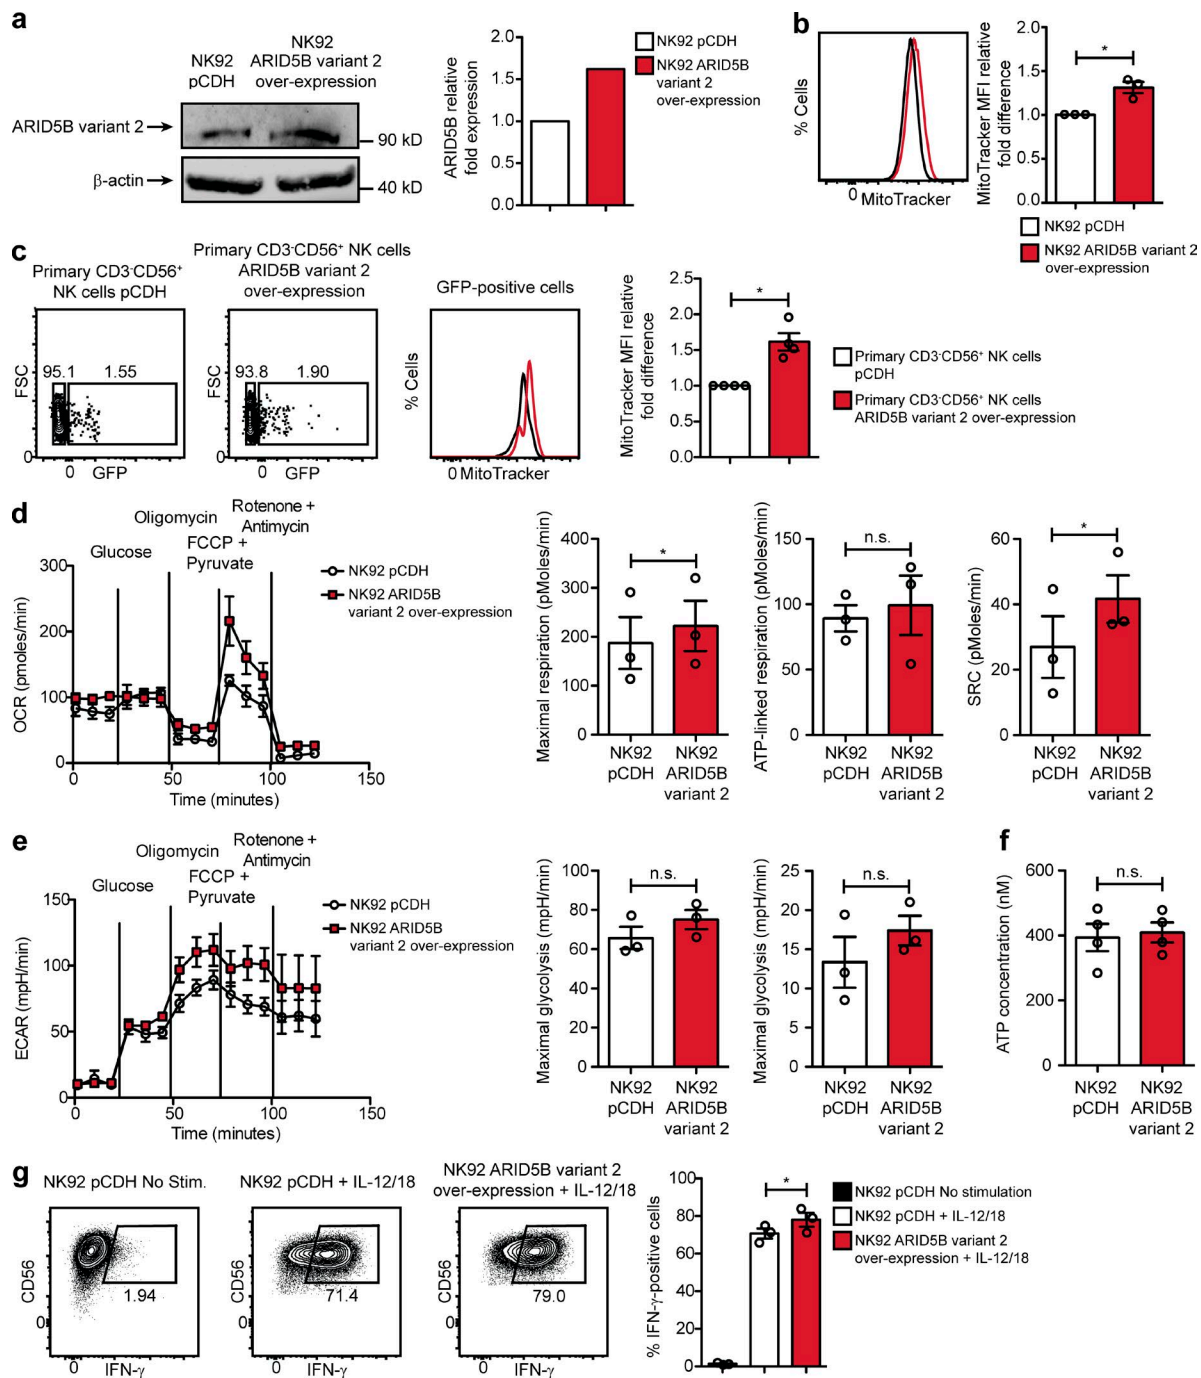 a
NK92
pCDH
NK92
ARID5B variant 2
over-expression
ARID5B variant 2
90 kD
β-actin
40 kD
ARID5B relative
fold expression
2.0
1.5
1.0
0.5
0.0
NK92 pCDH
NK92 ARID5B
variant 2
over-expression
b
% Cells
0
MitoTracker
MitoTracker MFI relative
fold difference
2.0
1.5
1.0
0.5
0.0
*
NK92 pCDH
NK92 ARID5B variant 2
over-expression
c
Primary CD3-CD56+
NK cells pCDH
FSC
95.1
1.55
0
0
GFP
Primary CD3-CD56+ NK cells
ARID5B variant 2
over-expression
FSC
93.8
1.90
0
0
GFP
GFP-positive cells
% Cells
0 MitoTracker
MitoTracker MFI relative
fold difference
2.5
2.0
1.5
1.0
0.5
0.0
*
Primary CD3-CD56+ NK cells
pCDH
Primary CD3-CD56+ NK cells
ARID5B variant 2 over-expression
d
OCR (pmoles/min)
300
200
100
0
0
50
100
150
Time (minutes)
Glucose
Oligomycin
FCCP +
Pyruvate
Rotenone +
Antimycin
NK92 pCDH
NK92 ARID5B
variant 2 over-expression
Maximal respiration (pMoles/min)
400
300
200
100
0
*
NK92
pCDH
NK92
ARID5B
variant 2
ATP-linked respiration (pMoles/min)
150
100
50
0
n.s.
NK92
pCDH
NK92
ARID5B
variant 2
SRC (pMoles/min)
60
40
20
0
*
NK92
pCDH
NK92
ARID5B
variant 2
e
ECAR (mpH/min)
150
100
50
0
0
50
100
150
Time (minutes)
Glucose
Oligomycin
FCCP +
Pyruvate
Rotenone +
Antimycin
NK92 pCDH
NK92 ARID5B
variant 2 over-expression
Maximal glycolysis (mpH/min)
100
80
60
40
20
0
n.s.
NK92
pCDH
NK92
ARID5B
variant 2
Maximal glycolysis (mpH/min)
25
20
15
10
5
0
n.s.
NK92
pCDH
NK92
ARID5B
variant 2
f
ATP concentration (nM)
600
400
200
0
n.s.
NK92
pCDH
NK92
ARID5B
variant 2
g
NK92 pCDH No Stim.
CD56
0
1.94
0
IFN-γ
NK92 pCDH + IL-12/18
CD56
0
71.4
0
IFN-γ
NK92 ARID5B variant 2
over-expression + IL-12/18
CD56
0
79.0
0
IFN-γ
% IFN-γ-positive cells
100
80
60
40
20
0
*
NK92 pCDH No stimulation
NK92 pCDH + IL-12/18
NK92 ARID5B variant 2
over-expression + IL-12/18